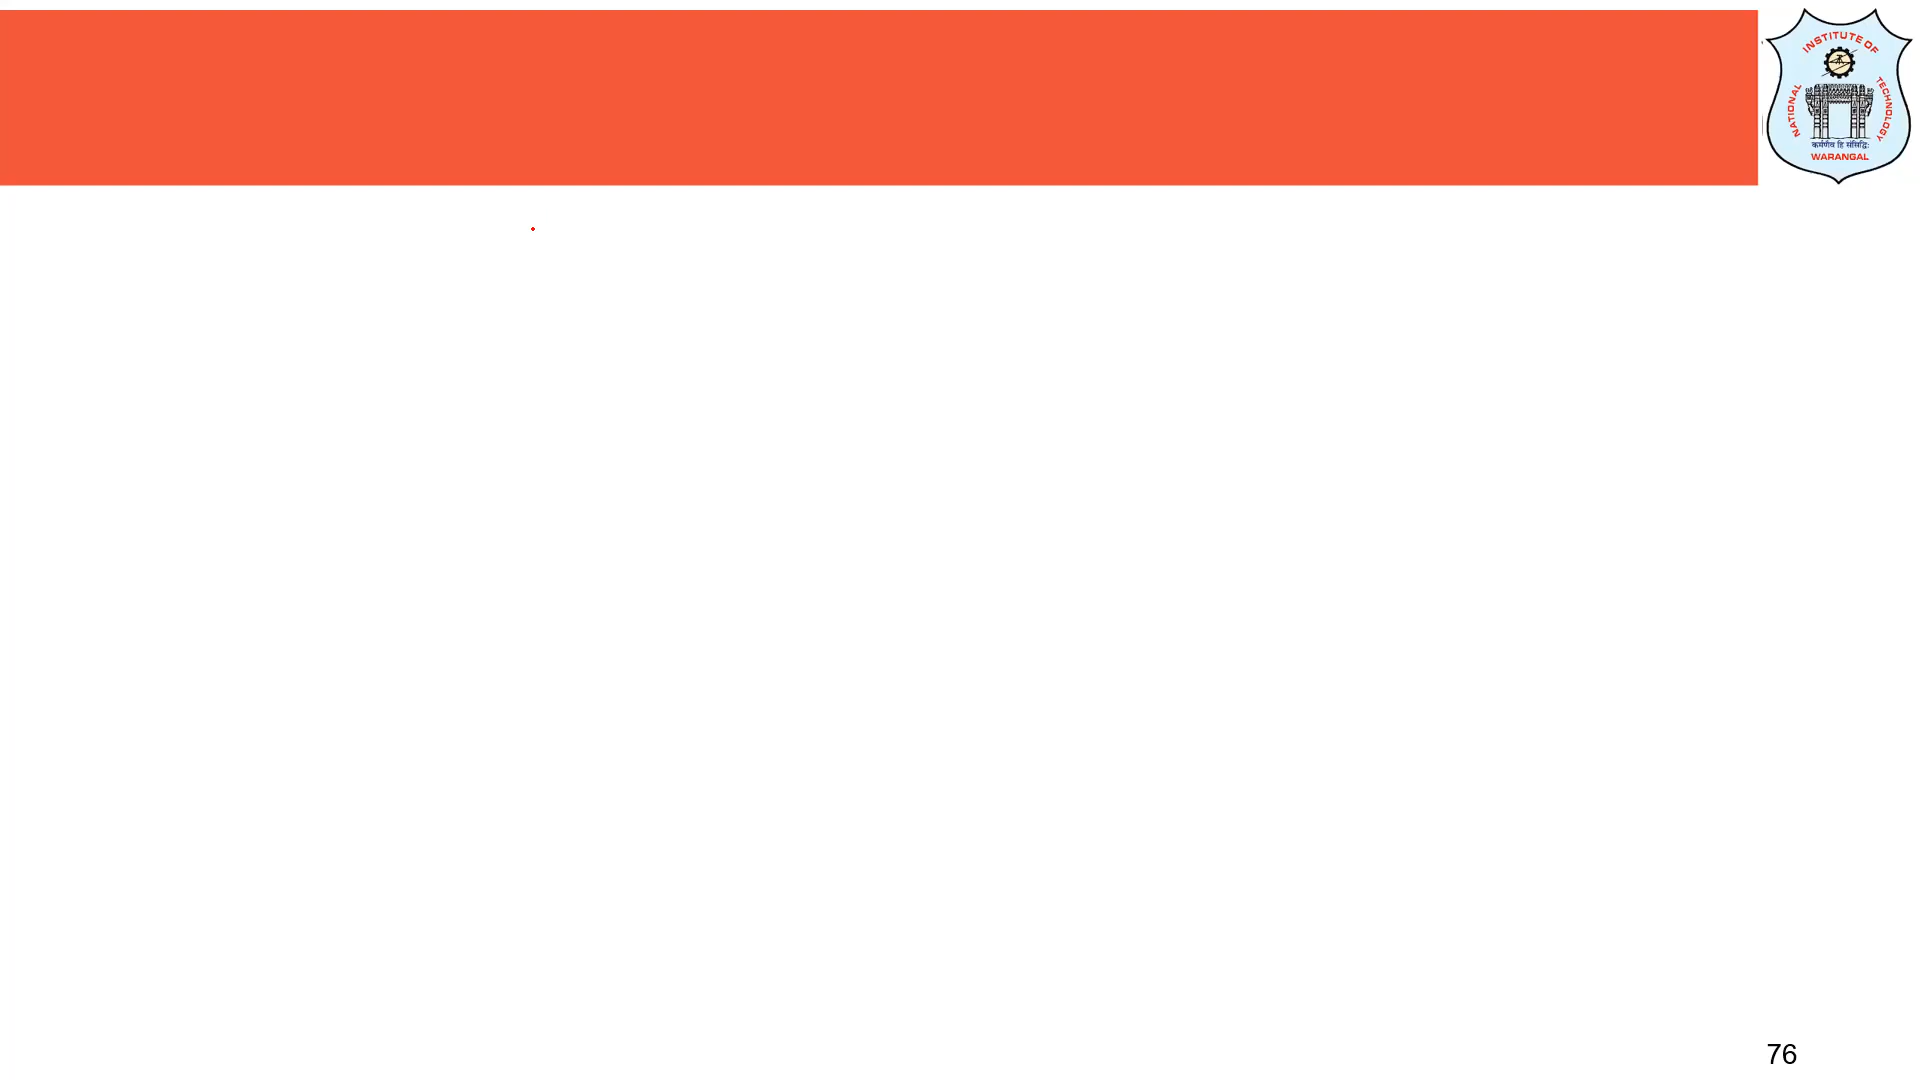 INSTITUTE OF
NATIONAL
TECHNOLOGY
कर्मणैव हि संसिद्धिः
WARANGAL
76